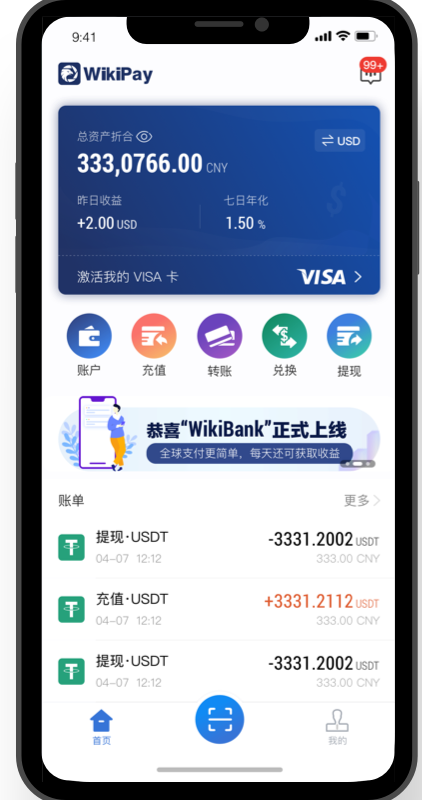 9:41
WikiPay
99+
总资产折合
USD
333,0766.00 CNY
昨日收益 七日年化
+2.00 USD 1.50 %
激活我的 VISA 卡 VISA
账户 充值 转账 兑换 提现
恭喜“WikiBank”正式上线
全球支付更简单，每天还可获取收益
账单 更多
提现·USDT -3331.2002 USDT
04-07 12:12 333.00 CNY
充值·USDT +3331.2112 USDT
04-07 12:12 333.00 CNY
提现·USDT -3331.2002 USDT
04-07 12:12 333.00 CNY
首页 我的